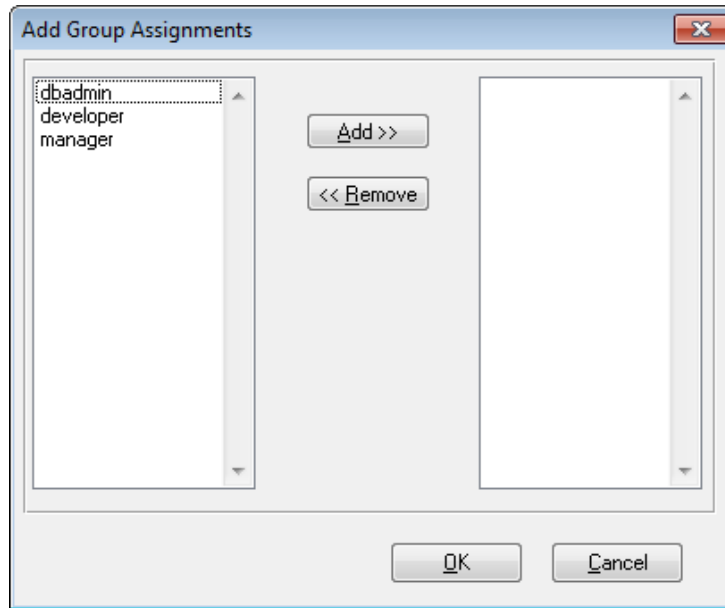 Add Group Assignments
dbadmin
developer
manager
Add >>
<< Remove
OK
Cancel